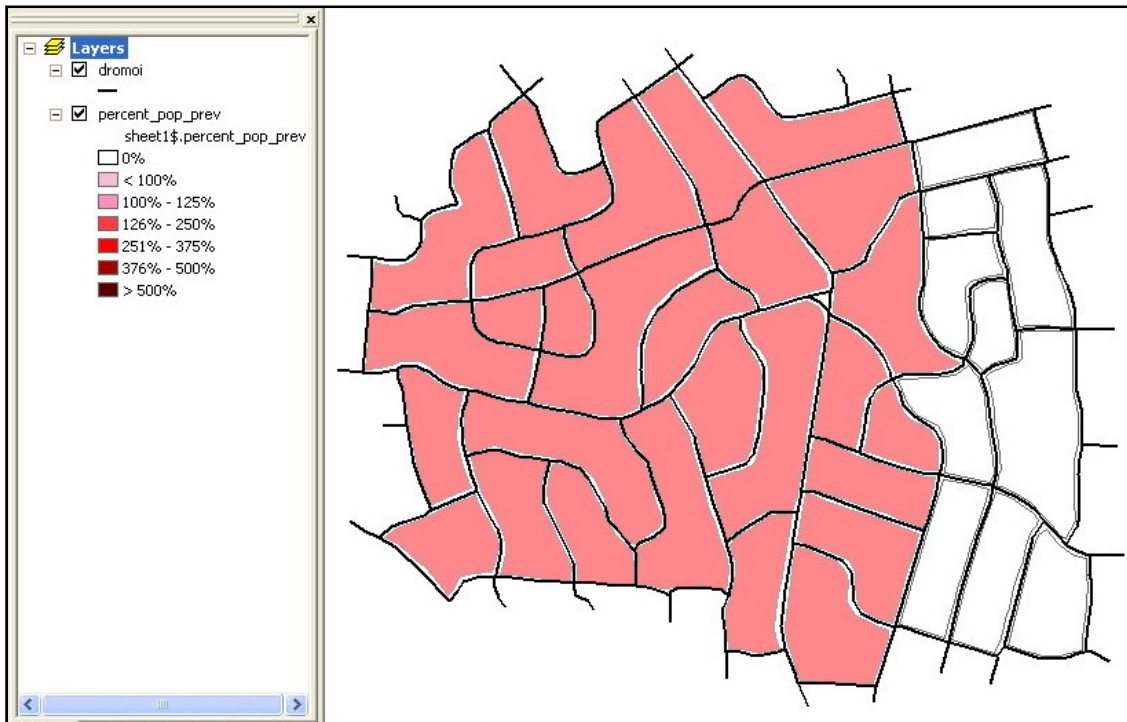 Layers
dromoi
percent_pop_prev
sheet1$.percent_pop_prev
0%
< 100%
100% - 125%
126% - 250%
251% - 375%
376% - 500%
> 500%